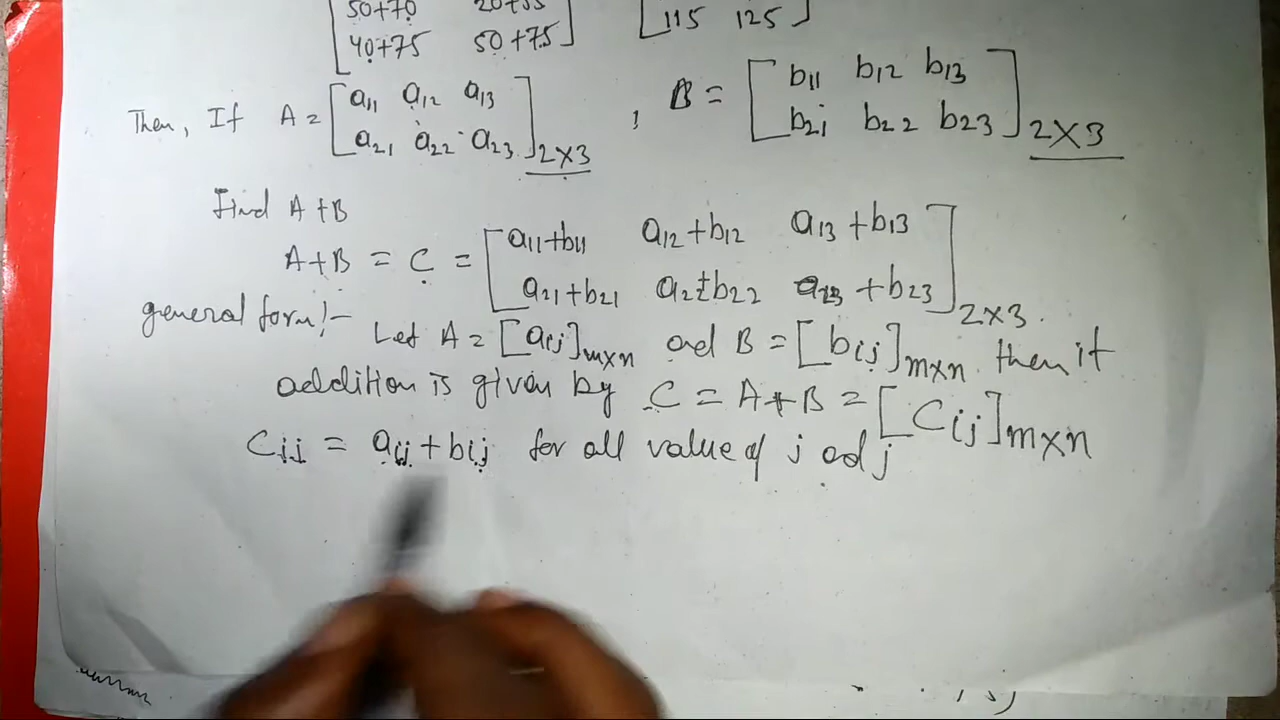 50+70 20+55
40+75 50+75 115 125
Then, If A = [a11 a12 a13 , B = [b11 b12 b13
a21 a22 a23]2×3 b21 b22 b23]2×3
Find A+B
A+B = C = [a11+b11 a12+b12 a13+b13
a21+b21 a22+b22 a23+b23]2×3.
general form:- Let A = [aij]m×n ad B = [bij]m×n then it
addition is given by C = A+B = [Cij]m×n
Cij = aij+bij for all value of j ad j